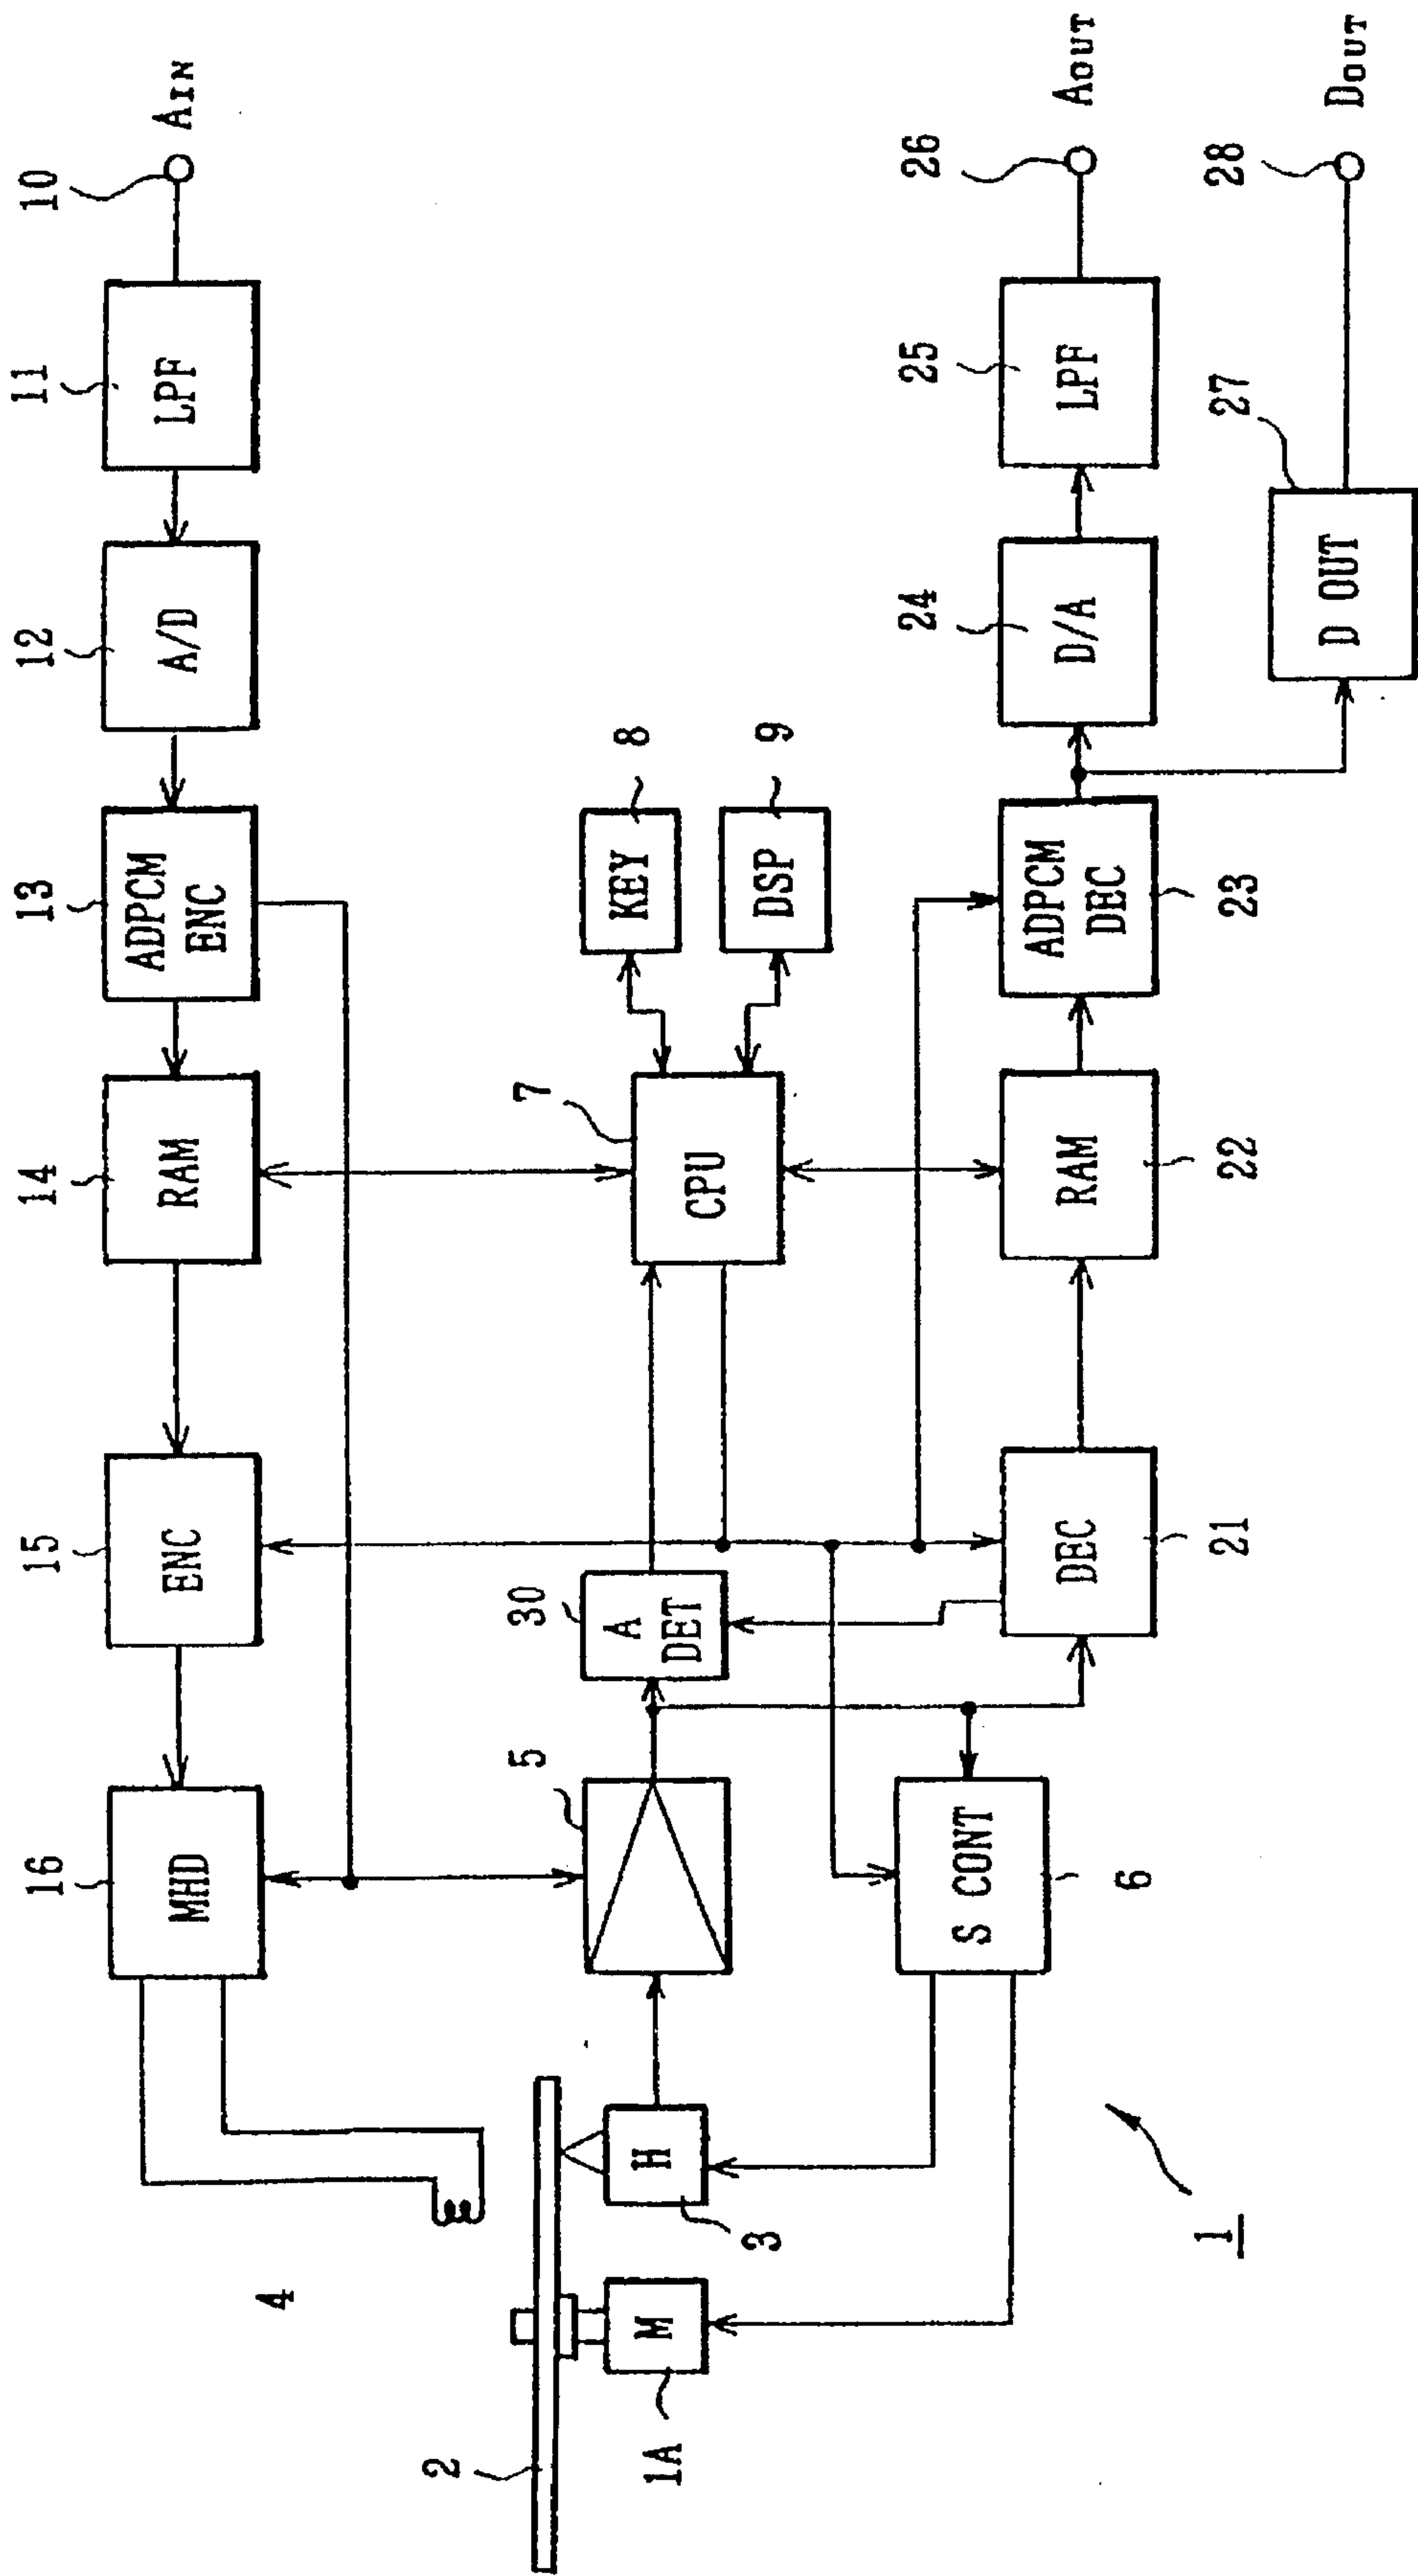 10
AIN
11
LPF
12
A/D
13
ADPCM
ENC
14
RAM
15
ENC
16
MHD
4
8
KEY
9
DSP
7
CPU
30
A
DET
5
2
H
3
M
1A
26
AOUT
25
LPF
24
D/A
23
ADPCM
DEC
22
RAM
21
DEC
6
S CONT
28
DOUT
27
D OUT
1